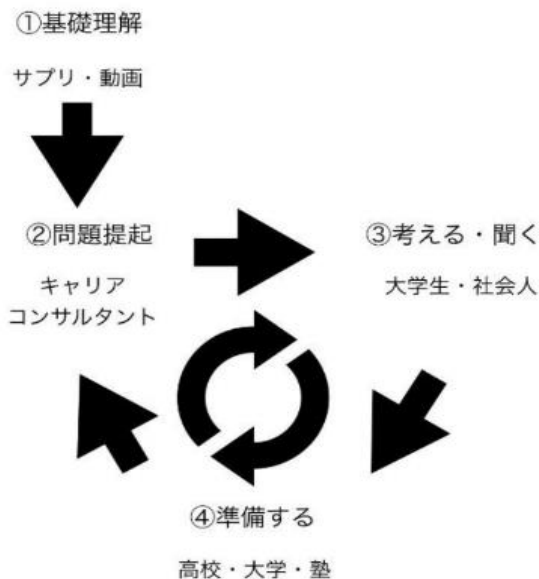 ①基礎理解
サプリ・動画
②問題提起
キャリア
コンサルタント
③考える・聞く
大学生・社会人
④準備する
高校・大学・塾